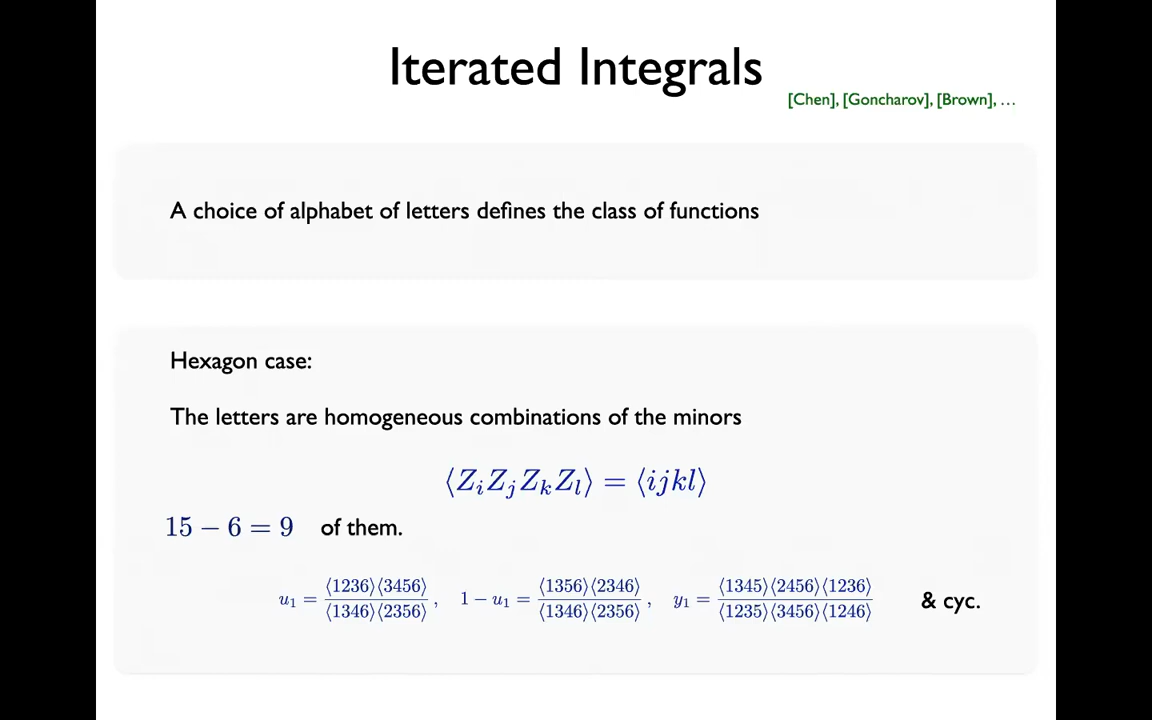 Iterated Integrals
[Chen], [Goncharov], [Brown], …
A choice of alphabet of letters defines the class of functions
Hexagon case:
The letters are homogeneous combinations of the minors
⟨Z_i Z_j Z_k Z_l⟩ = ⟨ijkl⟩
15 − 6 = 9 of them.
u_1 = ⟨1236⟩⟨3456⟩ / ⟨1346⟩⟨2356⟩ , 1 − u_1 = ⟨1356⟩⟨2346⟩ / ⟨1346⟩⟨2356⟩ , y_1 = ⟨1345⟩⟨2456⟩⟨1236⟩ / ⟨1235⟩⟨3456⟩⟨1246⟩ & cyc.